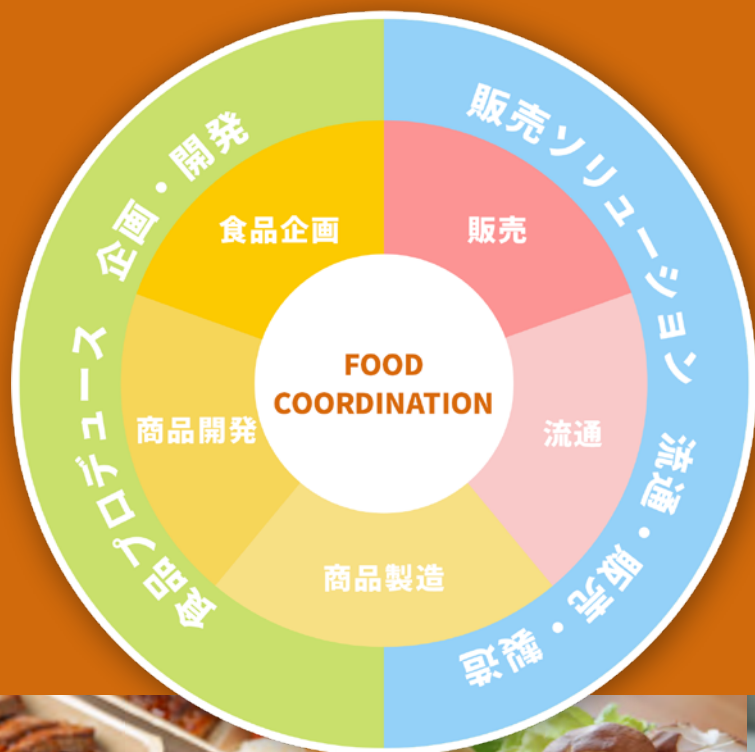 食品プロデュース 企画・開発
販売ソリューション 流通・販売・製造
食品企画
販売
商品開発
流通
商品製造
FOOD
COORDINATION